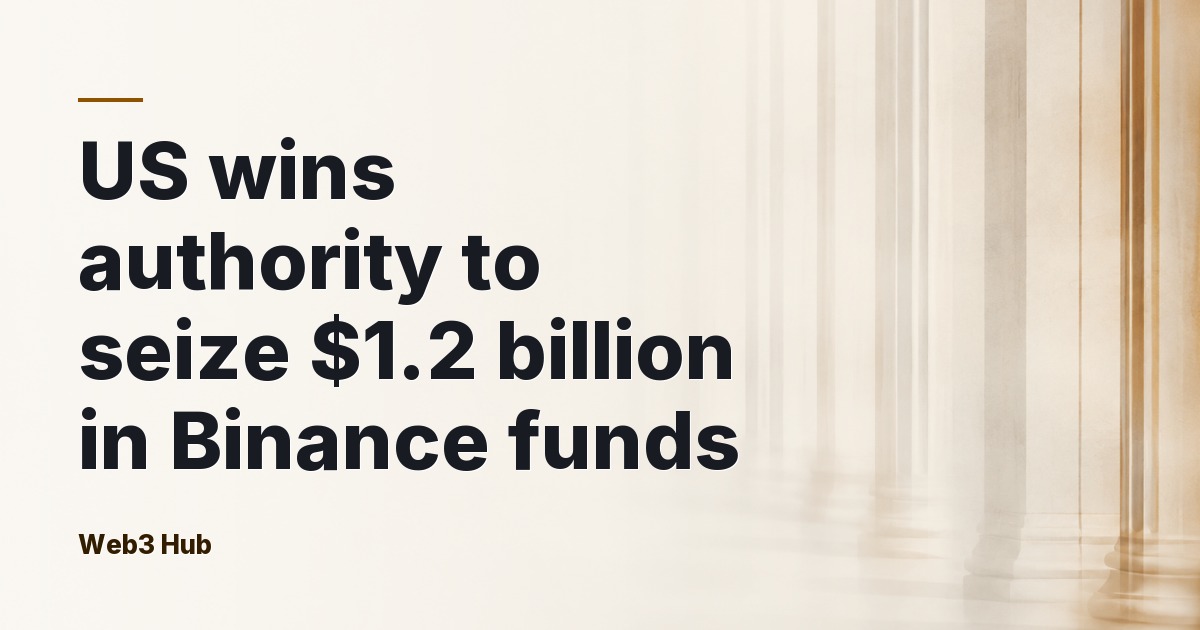 US wins
authority to
seize $1.2 billion
in Binance funds
Web3 Hub